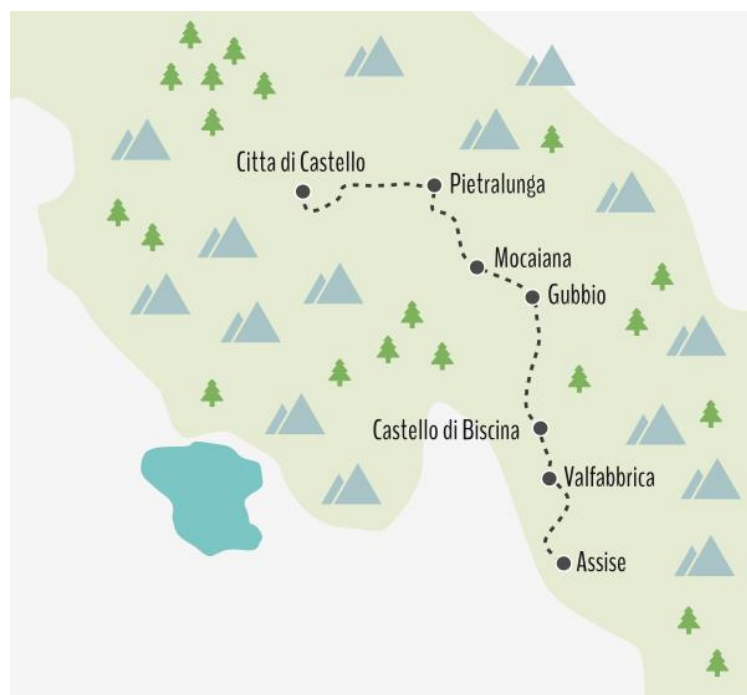 Citta di Castello
Pietralunga
Mocaiana
Gubbio
Castello di Biscina
Valfabbrica
Assise